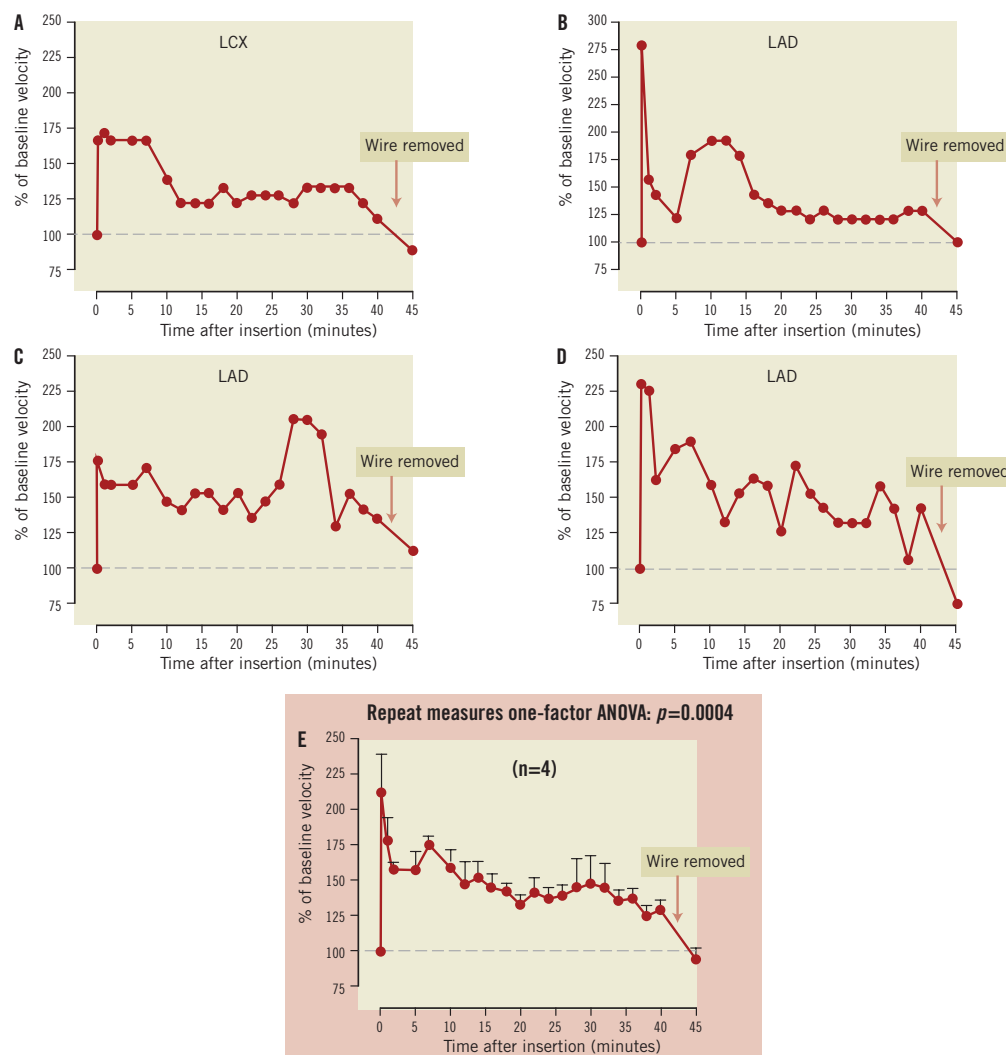 A
LCX
% of baseline velocity
250
225
200
175
150
125
100
75
Wire removed
0 5 10 15 20 25 30 35 40 45
Time after insertion (minutes)
B
LAD
% of baseline velocity
300
275
250
225
200
175
150
125
100
75
Wire removed
0 5 10 15 20 25 30 35 40 45
Time after insertion (minutes)
C
LAD
% of baseline velocity
250
225
200
175
150
125
100
75
Wire removed
0 5 10 15 20 25 30 35 40 45
Time after insertion (minutes)
D
LAD
% of baseline velocity
250
225
200
175
150
125
100
75
Wire removed
0 5 10 15 20 25 30 35 40 45
Time after insertion (minutes)
Repeat measures one-factor ANOVA: p=0.0004
E
(n=4)
% of baseline velocity
250
225
200
175
150
125
100
75
Wire removed
0 5 10 15 20 25 30 35 40 45
Time after insertion (minutes)